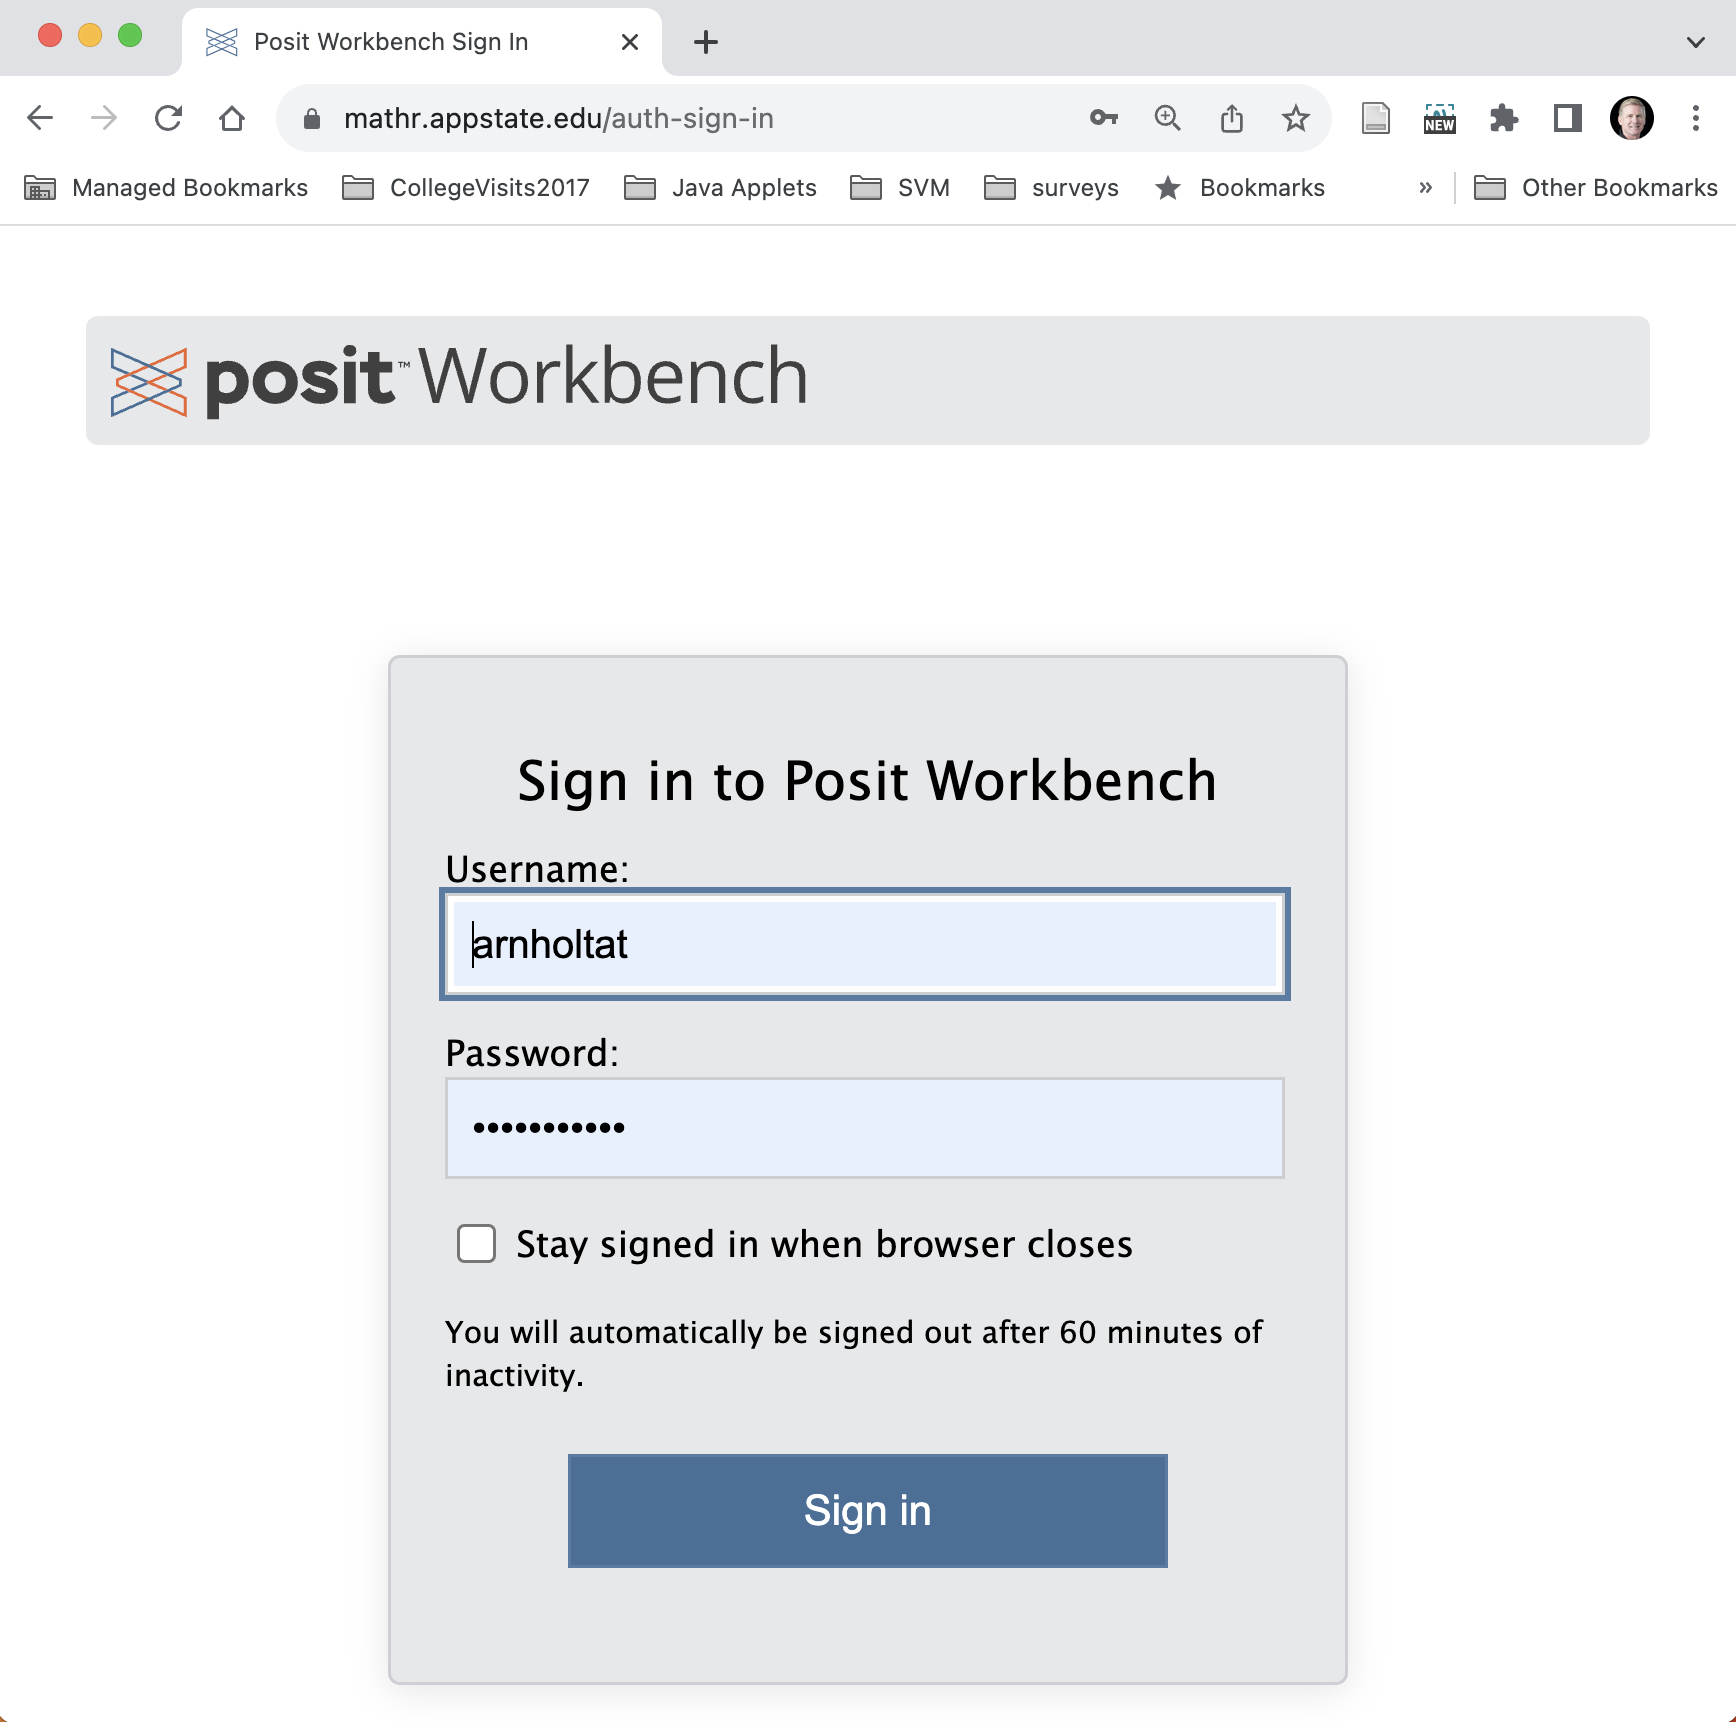 Posit Workbench Sign In
mathr.appstate.edu/auth-sign-in
NEW
Managed Bookmarks CollegeVisits2017 Java Applets SVM surveys Bookmarks » Other Bookmarks
posit™ Workbench
Sign in to Posit Workbench
Username:
arnholtat
Password:
•••••••••••
Stay signed in when browser closes
You will automatically be signed out after 60 minutes of
inactivity.
Sign in